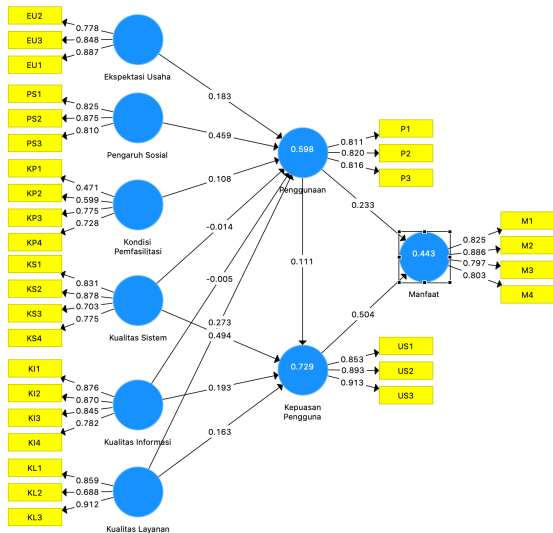 EU2
0.778
EU3
0.848
EU1
0.887
Ekspektasi Usaha
PS1
0.825
PS2
0.875
PS3
0.810
Pengaruh Sosial
KP1
0.471
KP2
0.599
KP3
0.775
KP4
0.728
Kondisi
Pemfasilitasi
KS1
0.831
KS2
0.878
KS3
0.703
KS4
0.775
Kualitas Sistem
KI1
0.876
KI2
0.870
KI3
0.845
KI4
0.782
Kualitas Informasi
KL1
0.859
KL2
0.688
KL3
0.912
Kualitas Layanan
0.183
0.459
0.108
-0.014
-0.005
0.273
0.494
0.193
0.163
0.598
Penggunaan
0.811
P1
0.820
P2
0.816
P3
0.111
0.233
0.504
0.729
Kepuasan
Pengguna
0.853
US1
0.893
US2
0.913
US3
0.443
Manfaat
0.825
M1
0.886
M2
0.797
M3
0.803
M4